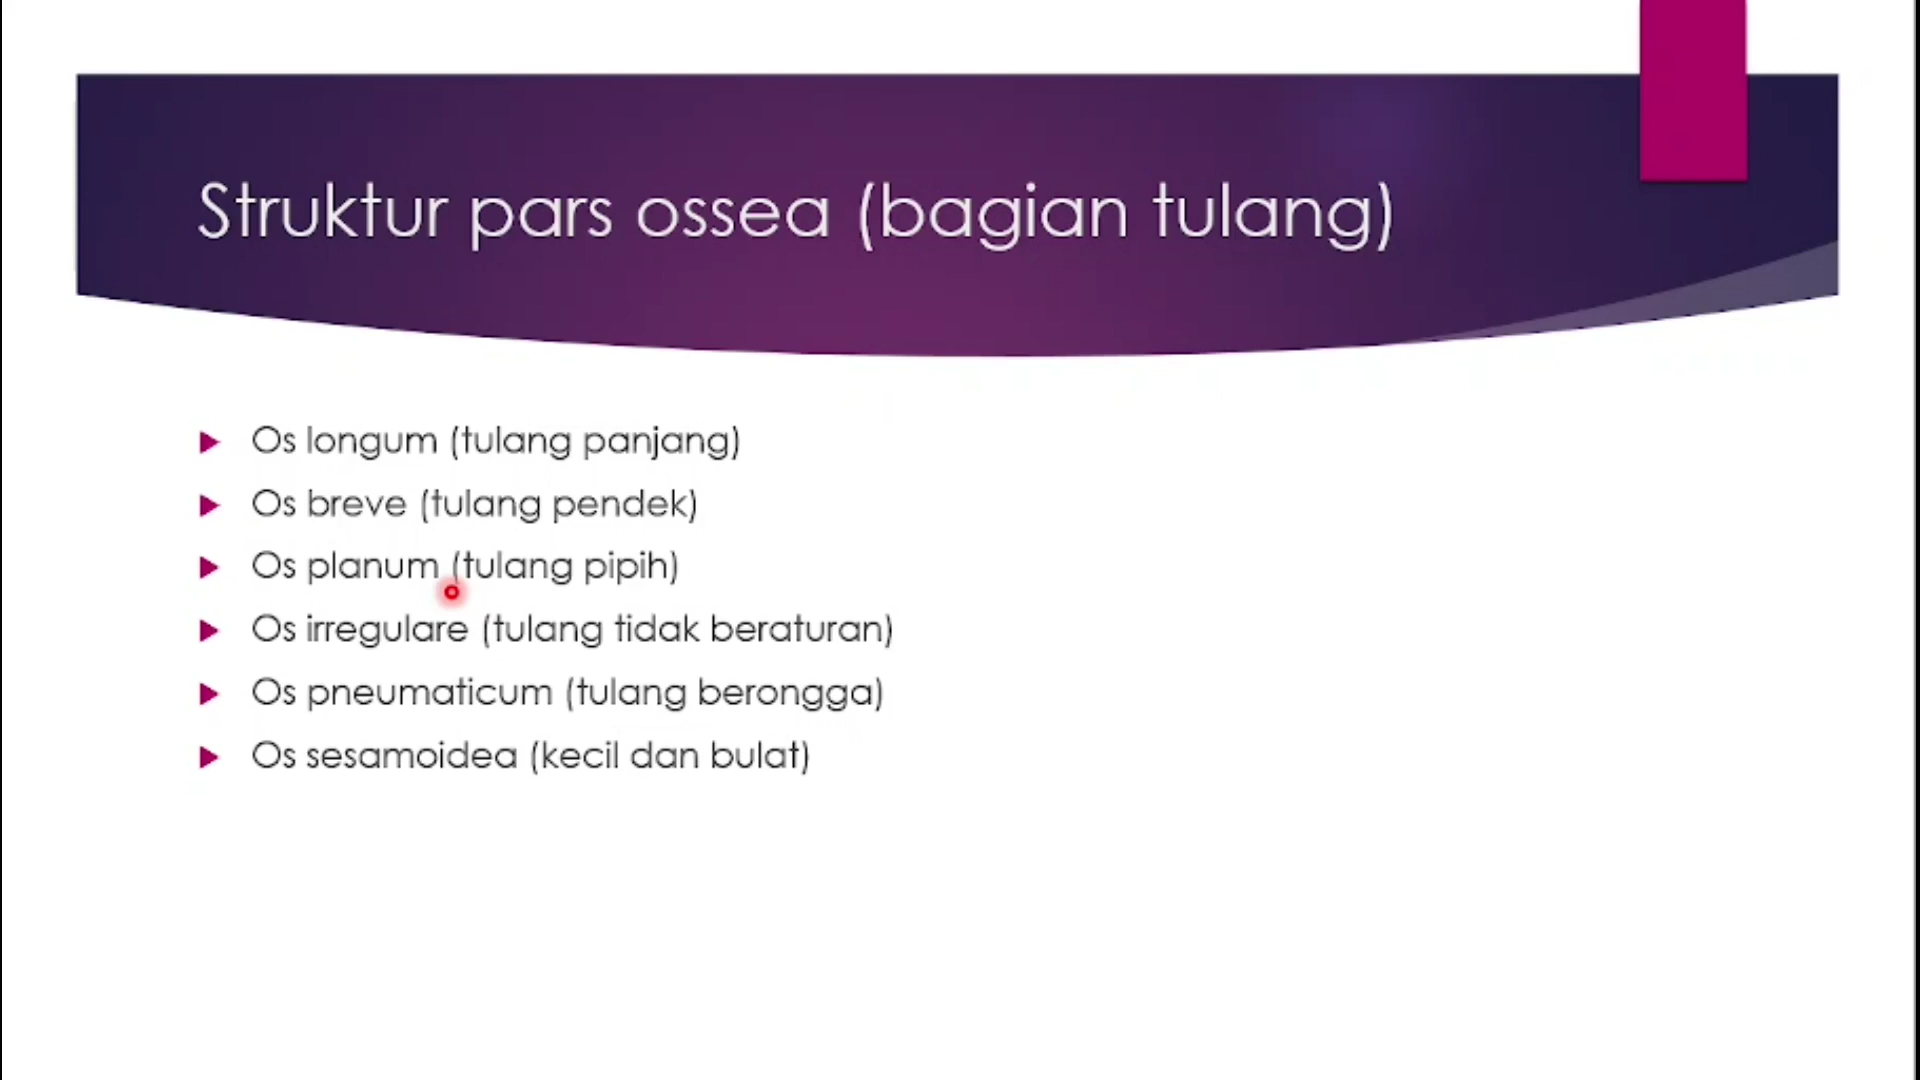 Struktur pars ossea (bagian tulang)
Os longum (tulang panjang)
Os breve (tulang pendek)
Os planum (tulang pipih)
Os irregulare (tulang tidak beraturan)
Os pneumaticum (tulang berongga)
Os sesamoidea (kecil dan bulat)